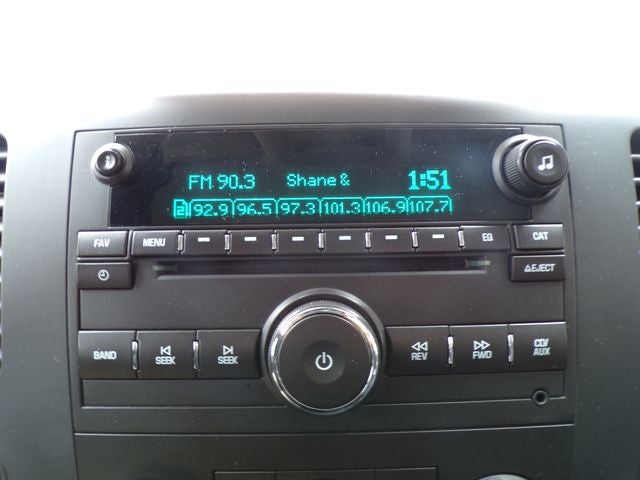 FM 90.3 Shane & 1:51
2 92.9 96.5 97.3 101.3 106.9 107.7
FAV MENU EQ CAT
EJECT
BAND SEEK SEEK REV FWD CD/
AUX